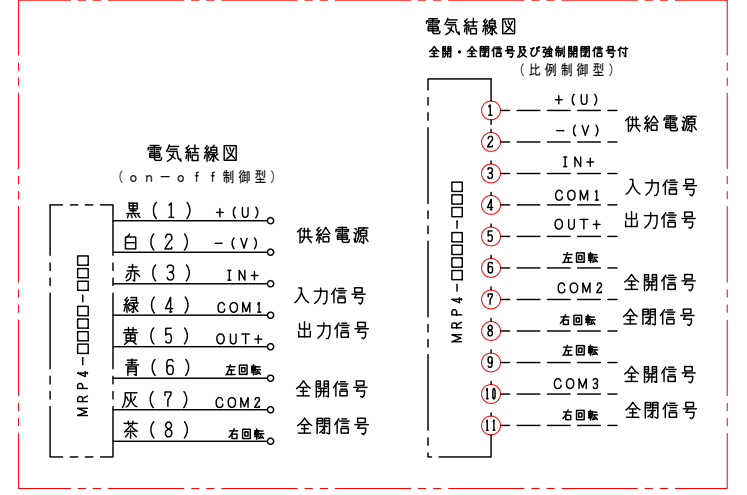 電気結線図
(on－off制御型)
黒(1) +(U)
白(2) −(V)
供給電源
赤(3) IN+
緑(4) COM1
入力信号
黄(5) OUT+
出力信号
青(6) 左回転
灰(7) COM2
全開信号
茶(8) 右回転
全閉信号
MRP4-□□□□-□□□
電気結線図
全開・全閉信号及び強制開閉信号付
(比例制御型)
1 +(U)
2 −(V)
供給電源
3 IN+
4 COM1
入力信号
5 OUT+
出力信号
6 左回転
7 COM2
全開信号
8 右回転
全閉信号
9 左回転
10 COM3
全開信号
11 右回転
全閉信号
MRP4-□□□□-□□□